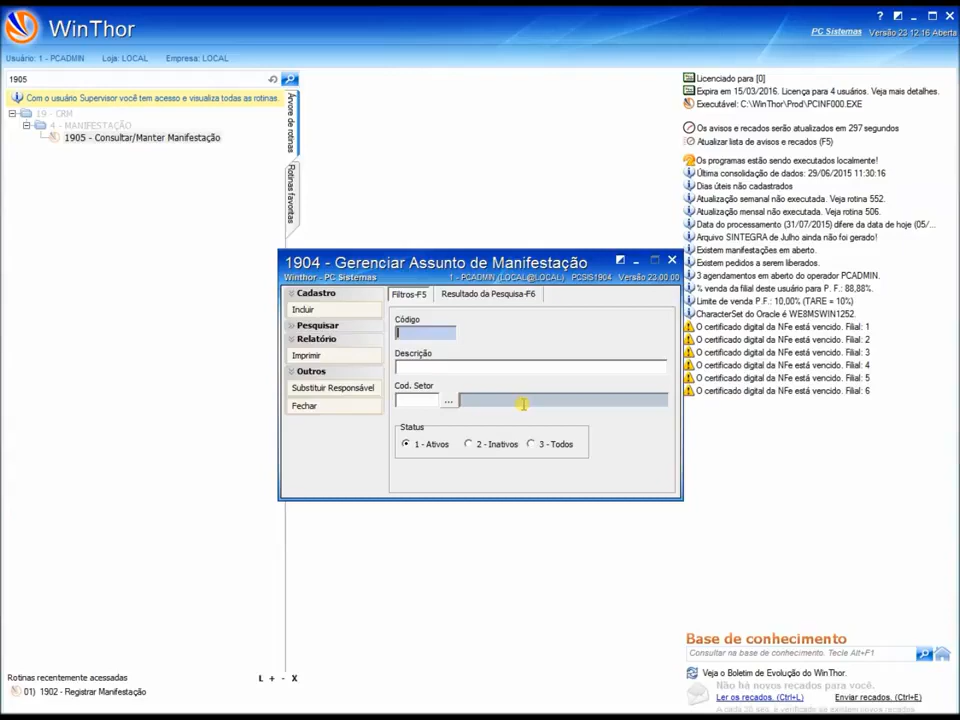 WinThor
PC Sistemas
Versão 23.12.16 Aberta
Usuário: 1 - PCADMIN Loja: LOCAL Empresa: LOCAL
1905
Com o usuário Supervisor você tem acesso e visualiza todas as rotinas.
19 - CRM
4 - MANIFESTAÇÃO
1905 - Consultar/Manter Manifestação
Árvore de rotinas
Rotinas favoritas
Licenciado para [0]
Expira em 15/03/2016. Licença para 4 usuários. Veja mais detalhes.
Executável: C:\WinThor\Prod\PCINF000.EXE
Os avisos e recados serão atualizados em 297 segundos
Atualizar lista de avisos e recados (F5)
Os programas estão sendo executados localmente!
Última consolidação de dados: 29/06/2015 11:30:16
Dias úteis não cadastrados
Atualização semanal não executada. Veja rotina 552.
Atualização mensal não executada. Veja rotina 506.
Data do processamento (31/07/2015) difere da data de hoje (05/...
Arquivo SINTEGRA de Julho ainda não foi gerado!
Existem manifestações em aberto.
Existem pedidos a serem liberados.
3 agendamentos em aberto do operador PCADMIN.
% venda da filial deste usuário para P. F.: 88,88%.
Limite de venda P.F.: 10,00% (TARE = 10%)
CharacterSet do Oracle é WE8MSWIN1252.
O certificado digital da NFe está vencido. Filial: 1
O certificado digital da NFe está vencido. Filial: 2
O certificado digital da NFe está vencido. Filial: 3
O certificado digital da NFe está vencido. Filial: 4
O certificado digital da NFe está vencido. Filial: 5
O certificado digital da NFe está vencido. Filial: 6
1904 - Gerenciar Assunto de Manifestação
Winthor - PC Sistemas 1 - PCADMIN (LOCAL@LOCAL) PCSIS1904 Versão 23.00.00
Cadastro
Incluir
Pesquisar
Relatório
Imprimir
Outros
Substituir Responsável
Fechar
Filtros-F5 Resultado da Pesquisa-F6
Código
Descrição
Cod. Setor
...
Status
1 - Ativos 2 - Inativos 3 - Todos
Rotinas recentemente acessadas L + - X
01) 1902 - Registrar Manifestação
Base de conhecimento
Consultar na base de conhecimento. Tecle Alt+F1
Veja o Boletim de Evolução do WinThor.
Não há novos recados para você.
Ler os recados. (Ctrl+L) Enviar recados. (Ctrl+E)